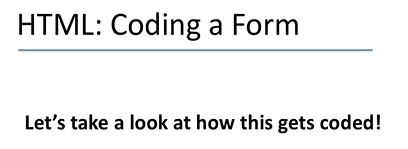 HTML: Coding a Form
Let’s take a look at how this gets coded!